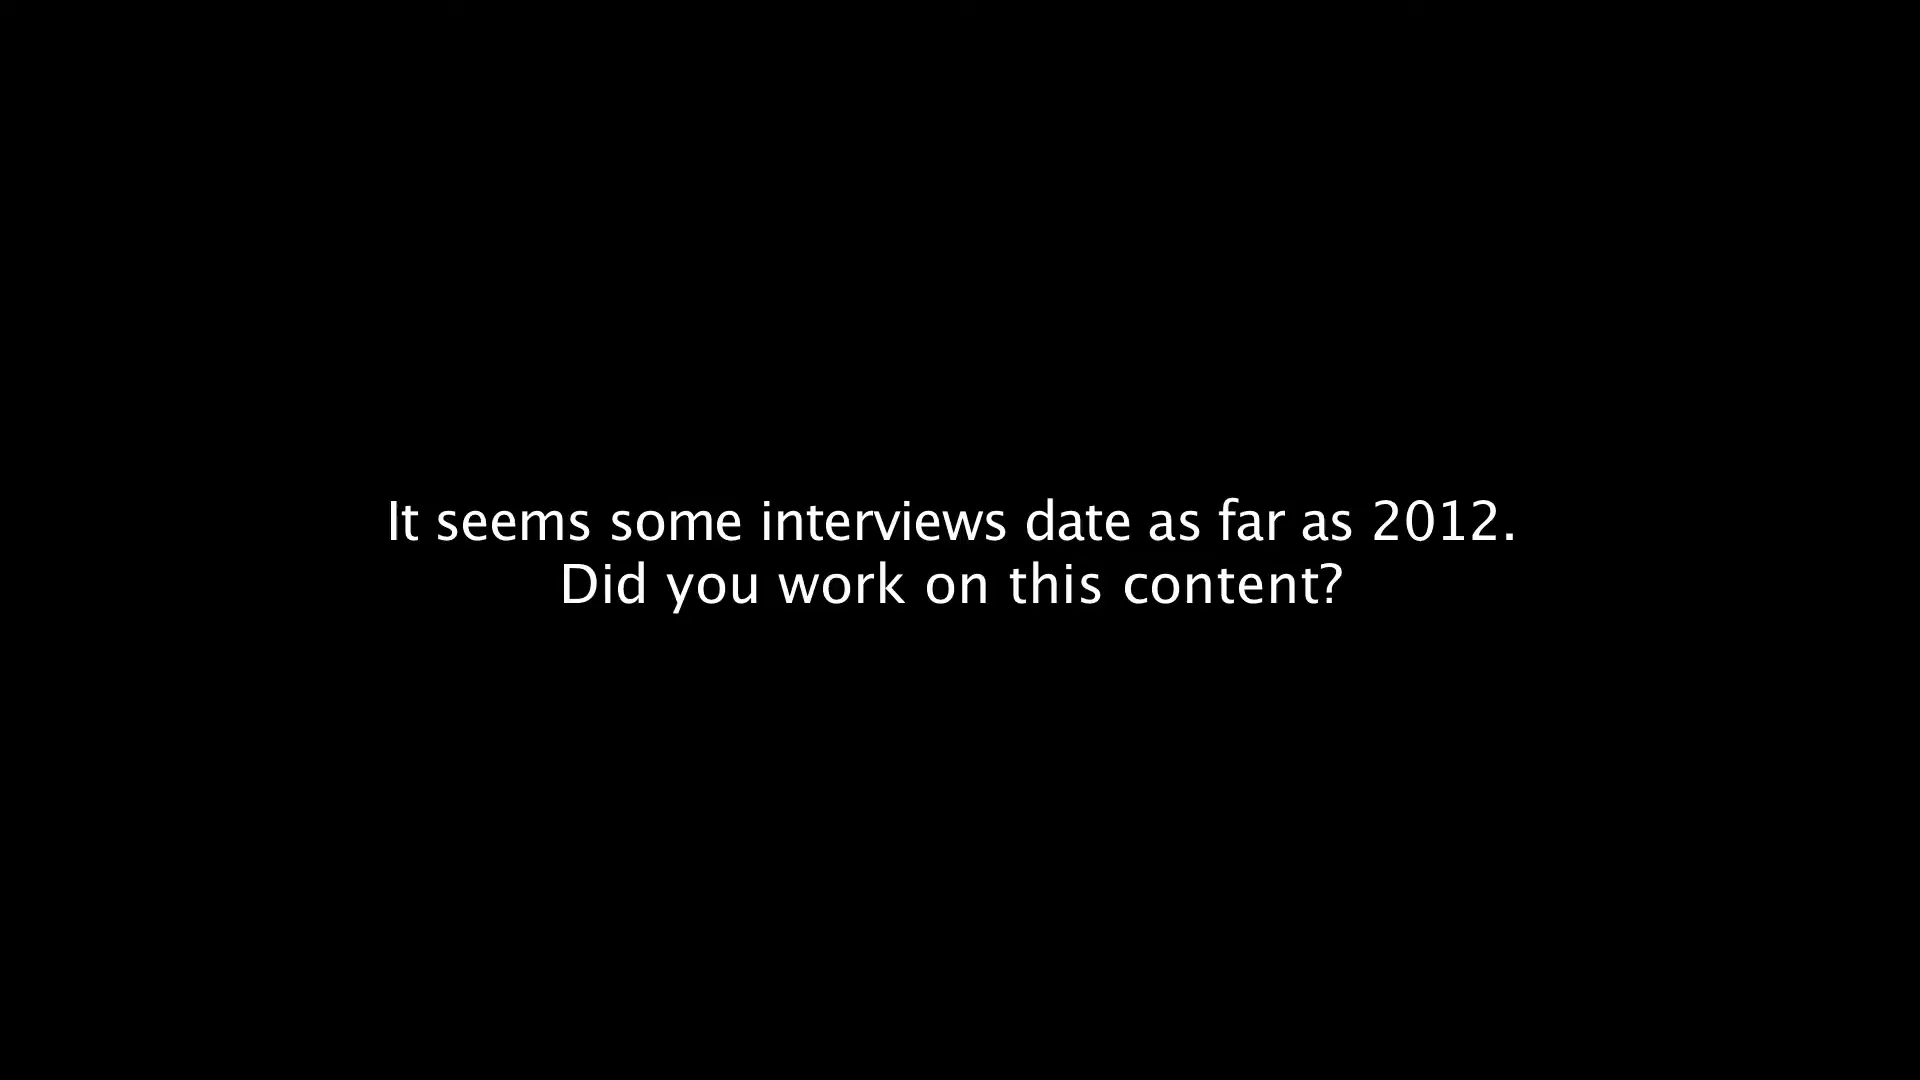 It seems some interviews date as far as 2012.
Did you work on this content?